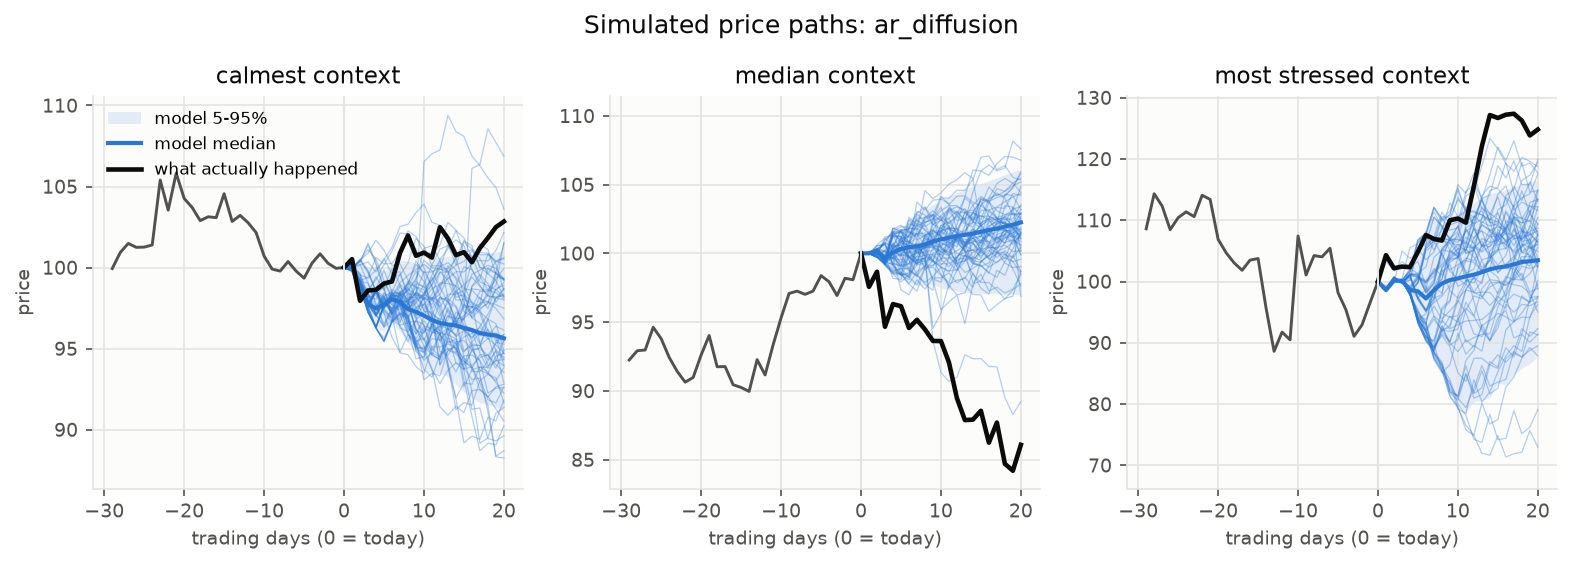 Simulated price paths: ar_diffusion
calmest context
median context
most stressed context
model 5-95%
model median
what actually happened
110
105
100
95
90
price
−30
−20
−10
0
10
20
trading days (0 = today)
110
105
100
95
90
85
price
−30
−20
−10
0
10
20
trading days (0 = today)
130
120
110
100
90
80
70
price
−30
−20
−10
0
10
20
trading days (0 = today)